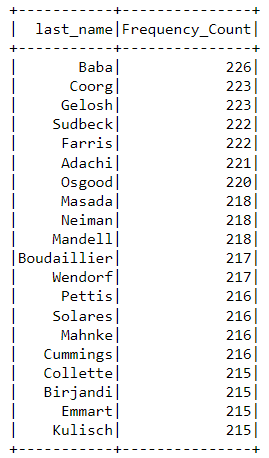 +-----------+---------------+
|  last_name|Frequency_Count|
+-----------+---------------+
|       Baba|            226|
|      Coorg|            223|
|     Gelosh|            223|
|    Sudbeck|            222|
|     Farris|            222|
|     Adachi|            221|
|     Osgood|            220|
|     Masada|            218|
|     Neiman|            218|
|    Mandell|            218|
|Boudaillier|            217|
|    Wendorf|            217|
|     Pettis|            216|
|    Solares|            216|
|     Mahnke|            216|
|   Cummings|            216|
|   Collette|            215|
|   Birjandi|            215|
|     Emmart|            215|
|    Kulisch|            215|
+-----------+---------------+